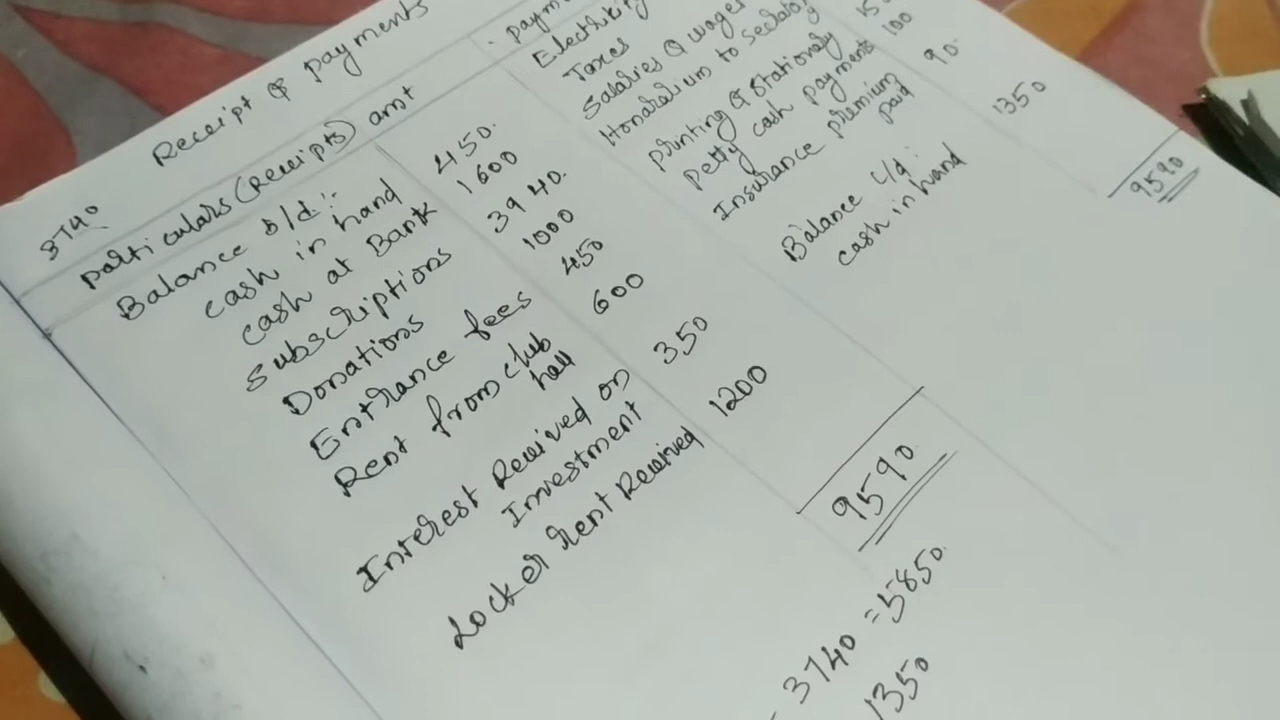 Receipt & payments
3740
particulars (Receipts) amt
Balance b/d :-
cash in hand 450.
cash at Bank 1600
subscriptions 3940.
Donations 1000
Entrance fees 450
Rent from club hall 600
Interest Received on
Investment 350
Locker rent Received 1200
9590
Electricity
Taxes
Salaries & wages
Honorarium to secretary
printing & Stationary
Petty cash payments 100
Insurance premium paid 90
Balance c/d
cash in hand 1350
9590
- 3740 = 5850.
1350